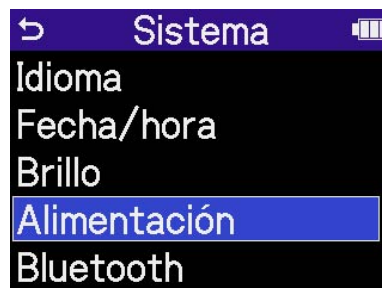 Sistema
Idioma
Fecha/hora
Brillo
Alimentación
Bluetooth